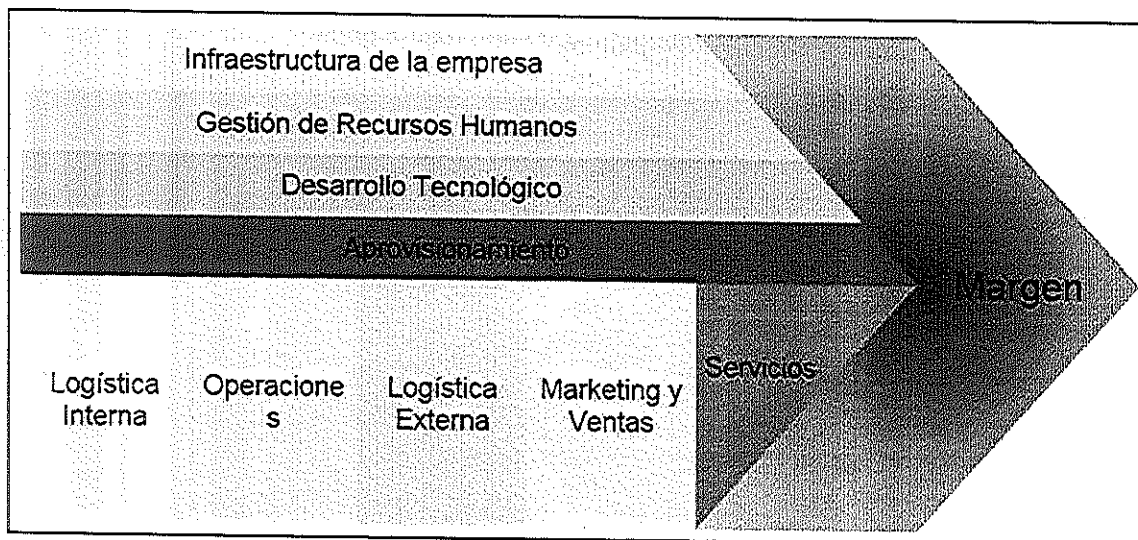 Infraestructura de la empresa
Gestión de Recursos Humanos
Desarrollo Tecnológico
Aprovisionamiento
Margen
Servicios
Logística
Interna
Operacione
s
Logística
Externa
Marketing y
Ventas